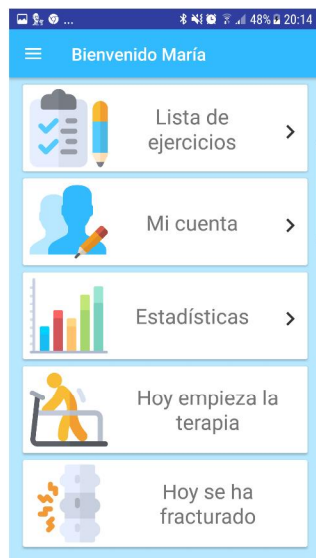 ... 48% 20:14
Bienvenido María
Lista de
ejercicios
Mi cuenta
Estadísticas
Hoy empieza la
terapia
Hoy se ha
fracturado